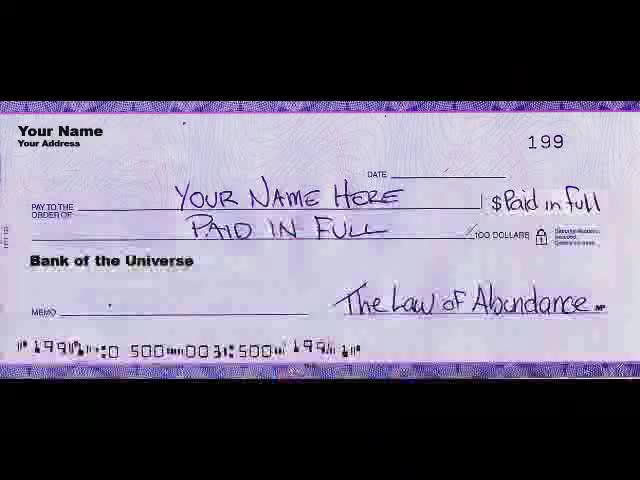 Your Name
Your Address
199
DATE
PAY TO THE ORDER OF YOUR NAME HERE $Paid in full
PAID IN FULL /100 DOLLARS
Bank of the Universe
MEMO The Law of Abundance